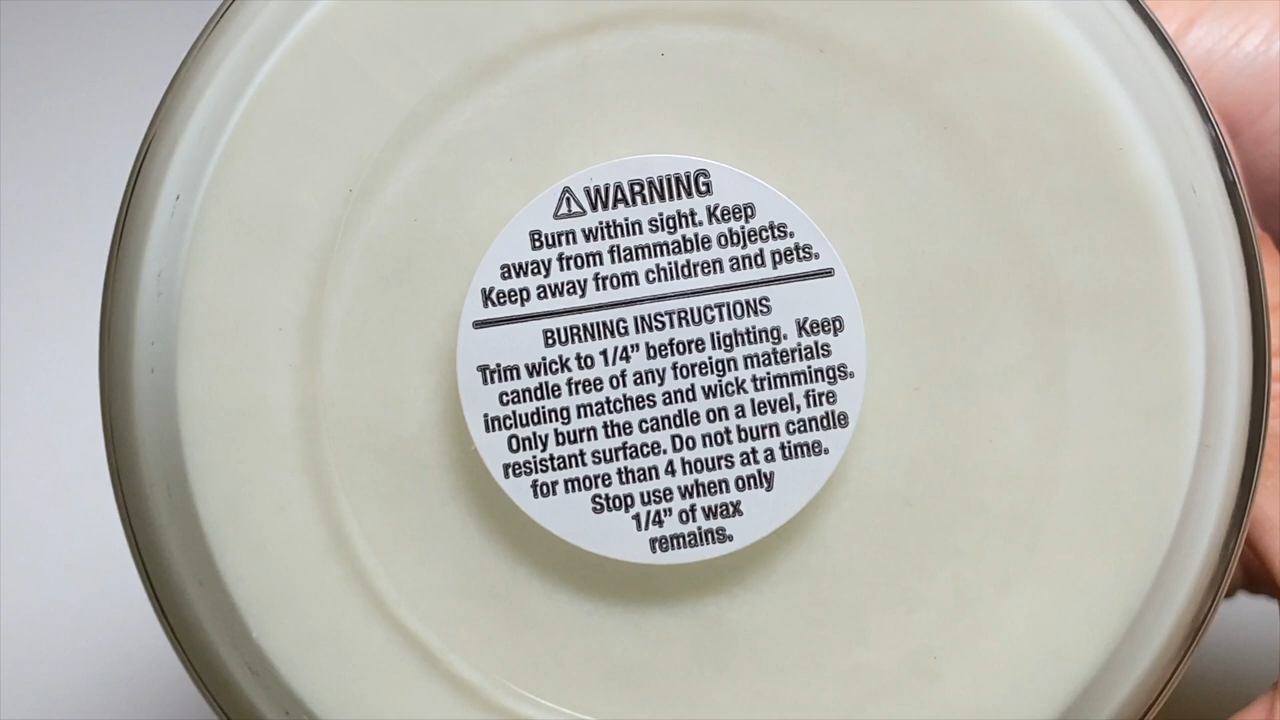 ⚠WARNING
Burn within sight. Keep
away from flammable objects.
Keep away from children and pets.
BURNING INSTRUCTIONS
Trim wick to 1/4” before lighting. Keep
candle free of any foreign materials
including matches and wick trimmings.
Only burn the candle on a level, fire
resistant surface. Do not burn candle
for more than 4 hours at a time.
Stop use when only
1/4” of wax
remains.